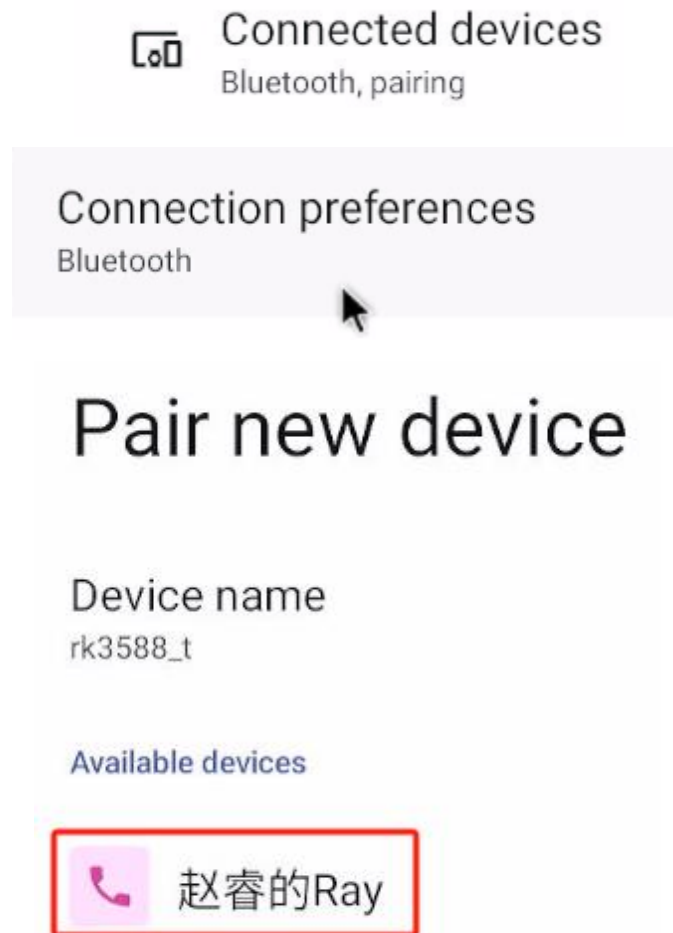 Connected devices
Bluetooth, pairing
Connection preferences
Bluetooth
Pair new device
Device name
rk3588_t
Available devices
赵睿的Ray